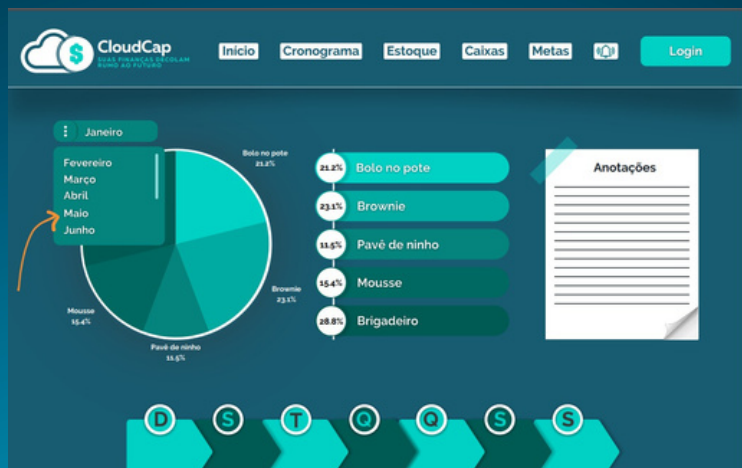 CloudCap
SUAS FINANÇAS DECOLAM
RUMO AO FUTURO
Início
Cronograma
Estoque
Caixas
Metas
Login
Janeiro
Fevereiro
Março
Abril
Maio
Junho
Bolo no pote
21.2%
Brownie
23.1%
Pavê de ninho
11.5%
Mousse
15.4%
21.2% Bolo no pote
23.1% Brownie
11.5% Pavê de ninho
15.4% Mousse
28.8% Brigadeiro
Anotações
D S T Q Q S S